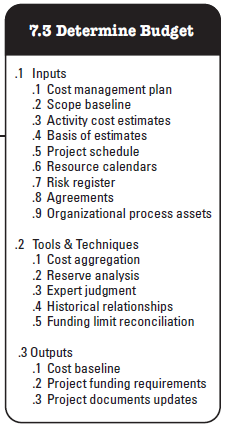 7.3 Determine Budget
.1 Inputs
.1 Cost management plan
.2 Scope baseline
.3 Activity cost estimates
.4 Basis of estimates
.5 Project schedule
.6 Resource calendars
.7 Risk register
.8 Agreements
.9 Organizational process assets
.2 Tools & Techniques
.1 Cost aggregation
.2 Reserve analysis
.3 Expert judgment
.4 Historical relationships
.5 Funding limit reconciliation
.3 Outputs
.1 Cost baseline
.2 Project funding requirements
.3 Project documents updates